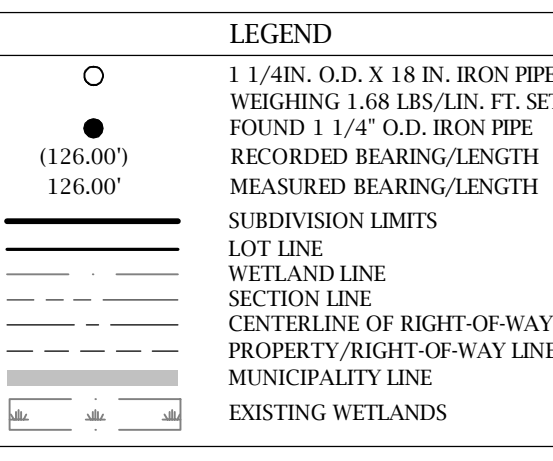 LEGEND
1 1/4IN. O.D. X 18 IN. IRON PIPE
WEIGHING 1.68 LBS/LIN. FT. SET
FOUND 1 1/4" O.D. IRON PIPE
(126.00') RECORDED BEARING/LENGTH
126.00' MEASURED BEARING/LENGTH
SUBDIVISION LIMITS
LOT LINE
WETLAND LINE
SECTION LINE
CENTERLINE OF RIGHT-OF-WAY
PROPERTY/RIGHT-OF-WAY LINE
MUNICIPALITY LINE
EXISTING WETLANDS